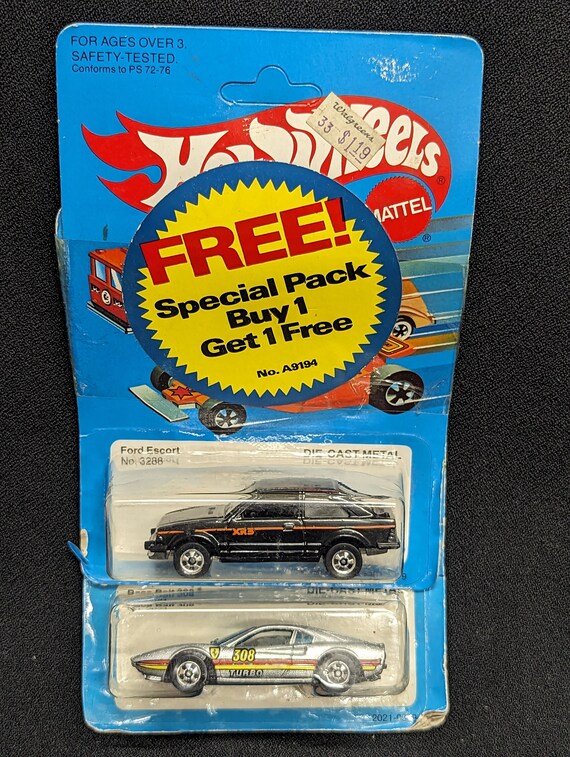 FOR AGES OVER 3.
SAFETY-TESTED.
Conforms to PS 72-76
Hot Wheels
®
Walgreens
33 $1.19
MATTEL
®
FREE!
Special Pack
Buy 1
Get 1 Free
No. A9194
Ford Escort
No. 3288
DIE-CAST METAL
XR3
DIE-CAST METAL
308
TURBO